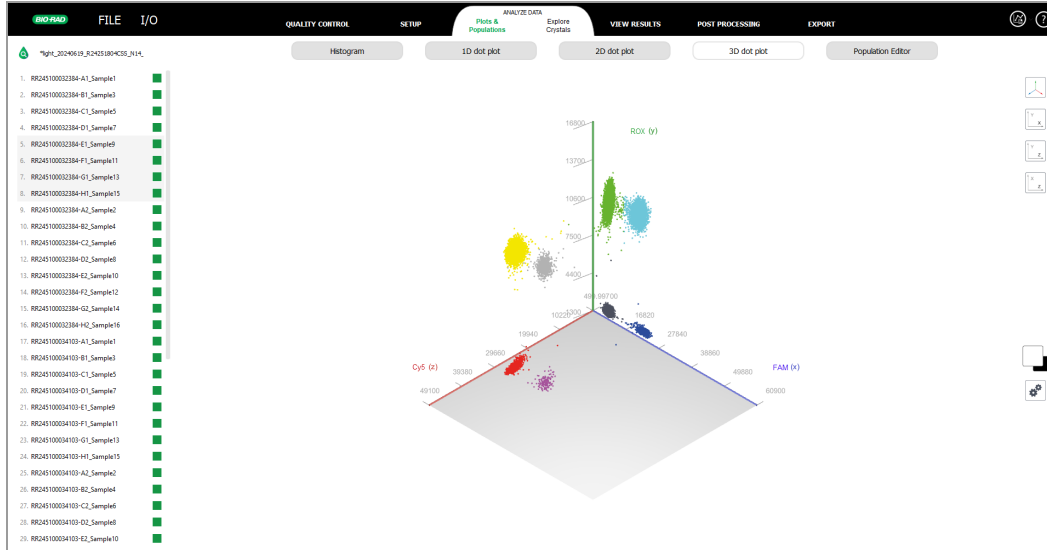 BIO-RAD FILE I/O
QUALITY CONTROL SETUP ANALYZE DATA Plots & Populations Explore Crystals VIEW RESULTS POST PROCESSING EXPORT
*light_20240619_R24251804CSS_N14_
Histogram 1D dot plot 2D dot plot 3D dot plot Population Editor
1. RR245100032384-A1_Sample1
2. RR245100032384-B1_Sample3
3. RR245100032384-C1_Sample5
4. RR245100032384-D1_Sample7
5. RR245100032384-E1_Sample9
6. RR245100032384-F1_Sample11
7. RR245100032384-G1_Sample13
8. RR245100032384-H1_Sample15
9. RR245100032384-A2_Sample2
10. RR245100032384-B2_Sample4
11. RR245100032384-C2_Sample6
12. RR245100032384-D2_Sample8
13. RR245100032384-E2_Sample10
14. RR245100032384-F2_Sample12
15. RR245100032384-G2_Sample14
16. RR245100032384-H2_Sample16
17. RR245100034103-A1_Sample1
18. RR245100034103-B1_Sample3
19. RR245100034103-C1_Sample5
20. RR245100034103-D1_Sample7
21. RR245100034103-E1_Sample9
22. RR245100034103-F1_Sample11
23. RR245100034103-G1_Sample13
24. RR245100034103-H1_Sample15
25. RR245100034103-A2_Sample2
26. RR245100034103-B2_Sample4
27. RR245100034103-C2_Sample6
28. RR245100034103-D2_Sample8
29. RR245100034103-E2_Sample10
16800
ROX (y)
13700
10600
7500
4400
1300
10220
16820
19940
27840
29660
38860
Cy5 (z)
FAM (x)
39380
49880
49100
60900
Y
X
Y
Z
X
Z
?